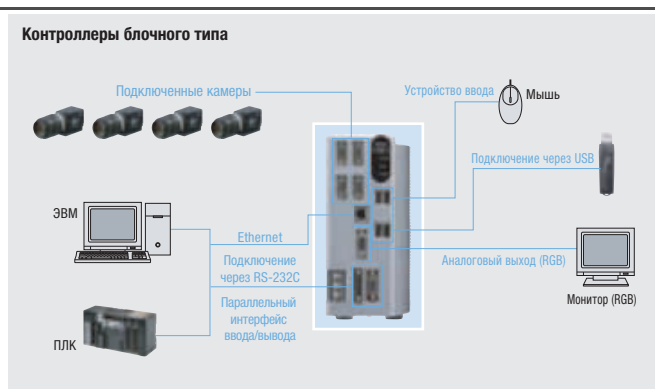 Контроллеры блочного типа
Подключенные камеры
Устройство ввода
Мышь
Подключение через USB
ЭВМ
Ethernet
Подключение
через RS-232C
Аналоговый выход (RGB)
Монитор (RGB)
Параллельный
интерфейс
ввода/вывода
ПЛК